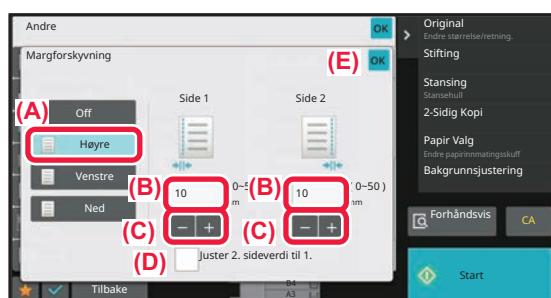 Andre
OK
Margforskyvning
(E)
OK
(A)
Off
Høyre
Venstre
Ned
Side 1
Side 2
(B)
10
(B)
10
( 0~50 )
mm
(C)
− +
(C)
− +
(D)
Juster 2. sideverdi til 1.
Tilbake
B4
A3
Original
Endre størrelse/retning.
Stifting
Stansing
Stansehull
2-Sidig Kopi
Papir Valg
Endre papirinnmatingsskuff
Bakgrunnsjustering
Forhåndsvis
CA
Start